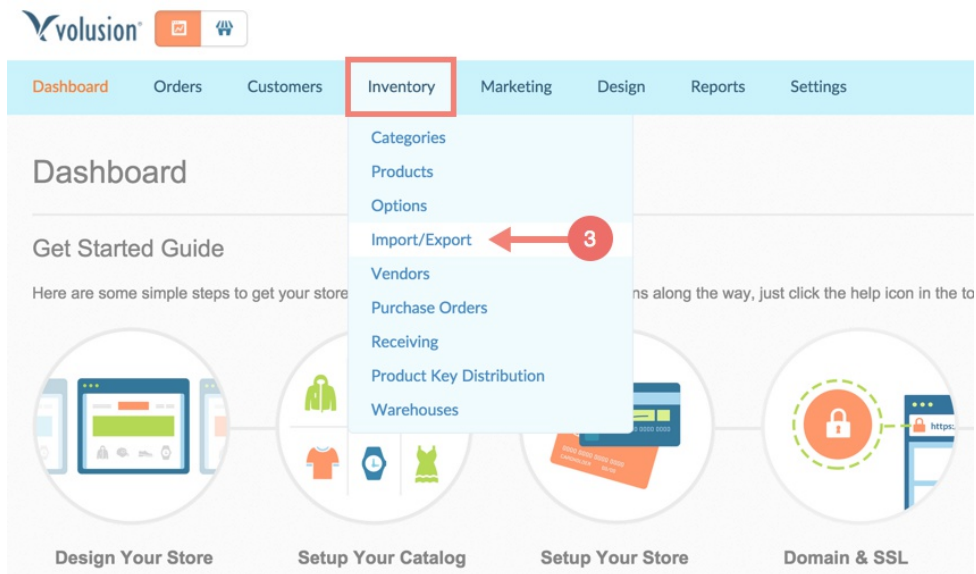 volusion
Dashboard Orders Customers Inventory Marketing Design Reports Settings
Categories
Dashboard
Products
Options
Import/Export 3
Get Started Guide
Vendors
Here are some simple steps to get your store ns along the way, just click the help icon in the to
Purchase Orders
Receiving
Product Key Distribution
Warehouses
https:
Design Your Store Setup Your Catalog Setup Your Store Domain & SSL